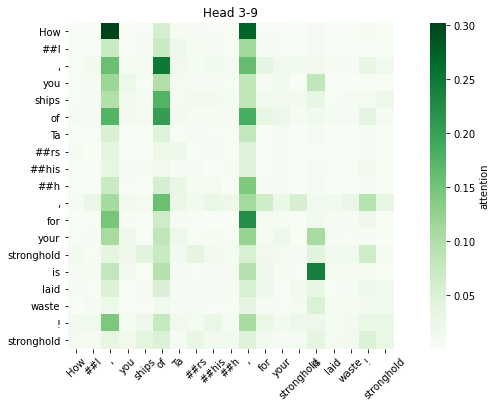 Head 3-9
How
##l
,
you
ships
of
Ta
##rs
##his
##h
,
for
your
stronghold
is
laid
waste
!
stronghold
How
##l
,
you
ships
of
Ta
##rs
##his
##h
,
for
your
stronghold
is
laid
waste
!
stronghold
0.30
0.25
0.20
0.15
0.10
0.05
attention